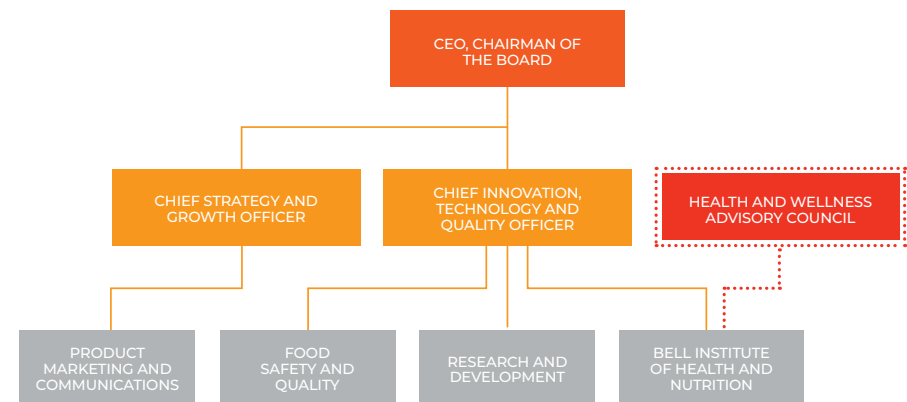 CEO, CHAIRMAN OF
THE BOARD
CHIEF STRATEGY AND
GROWTH OFFICER
CHIEF INNOVATION,
TECHNOLOGY AND
QUALITY OFFICER
HEALTH AND WELLNESS
ADVISORY COUNCIL
PRODUCT
MARKETING AND
COMMUNICATIONS
FOOD
SAFETY AND
QUALITY
RESEARCH AND
DEVELOPMENT
BELL INSTITUTE
OF HEALTH AND
NUTRITION